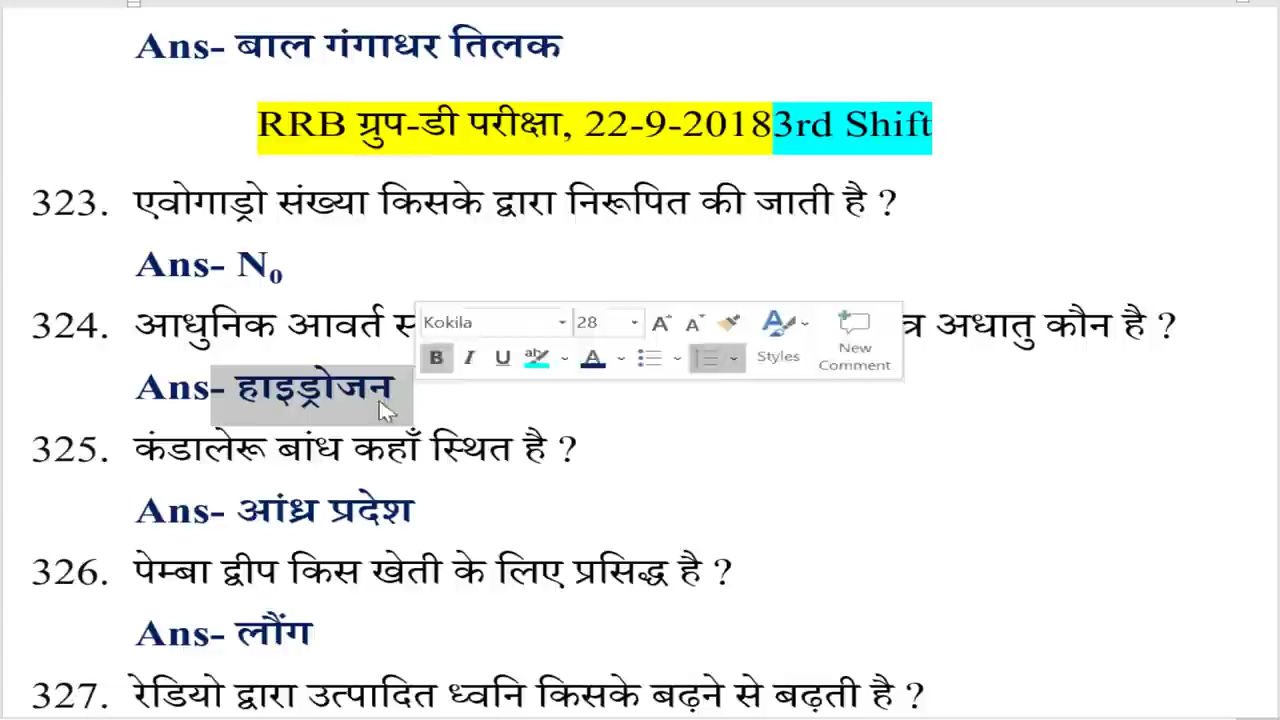 Ans- बाल गंगाधर तिलक
RRB ग्रुप-डी परीक्षा, 22-9-20183rd Shift
323. एवोगाड्रो संख्या किसके द्वारा निरूपित की जाती है ?
Ans- N₀
324. आधुनिक आवर्त अधातु कौन है ?
Kokila 28
B I U aby A Styles New Comment
Ans- हाइड्रोजन
325. कंडालेरू बांध कहाँ स्थित है ?
Ans- आंध्र प्रदेश
326. पेम्बा द्वीप किस खेती के लिए प्रसिद्ध है ?
Ans- लौंग
327. रेडियो द्वारा उत्पादित ध्वनि किसके बढ़ने से बढ़ती है ?